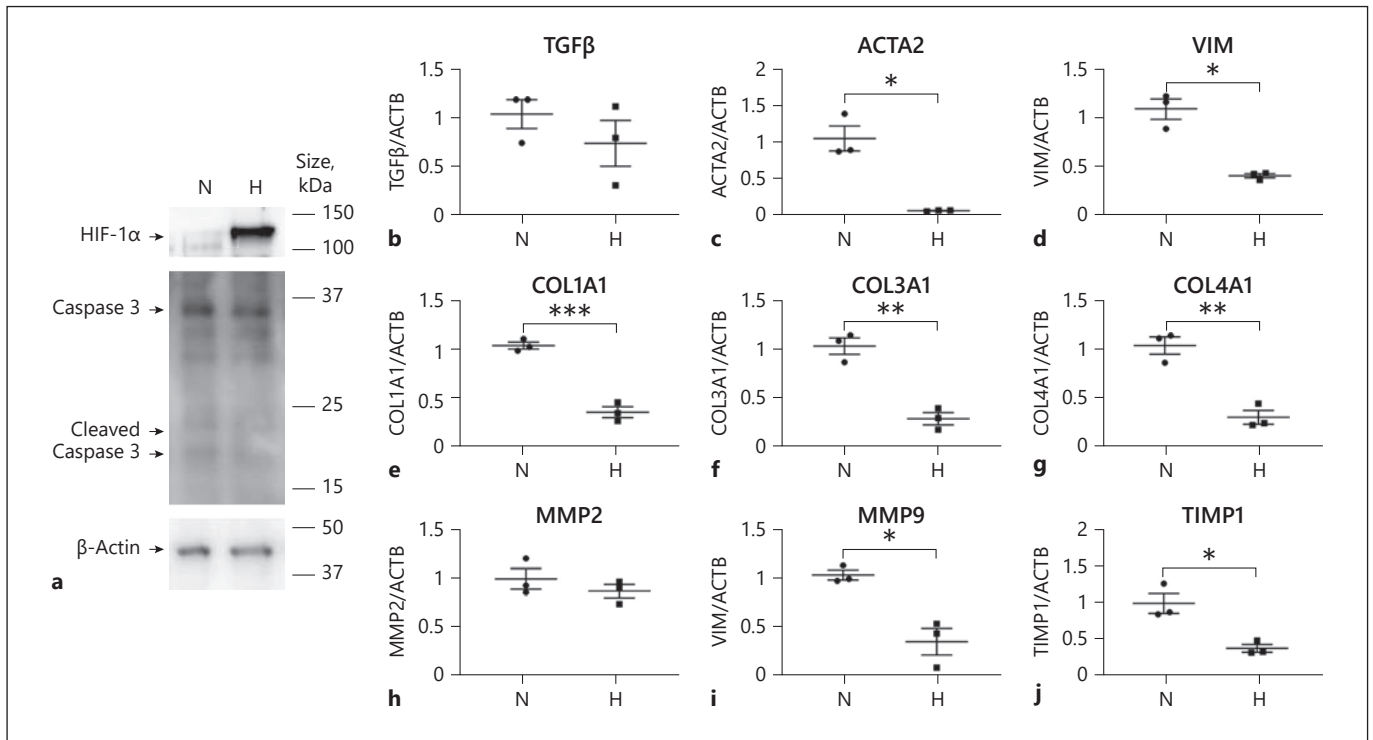 Size,
kDa
N H
HIF-1α
150
100
Caspase 3
37
25
Cleaved
Caspase 3
15
β-Actin
50
37
a
TGFβ
TGFβ/ACTB
1.5
1
0.5
0
N H
b
ACTA2
ACTA2/ACTB
2
1.5
1
0.5
0
*
N H
c
VIM
VIM/ACTB
1.5
1
0.5
0
*
N H
d
COL1A1
COL1A1/ACTB
1.5
1
0.5
0
***
N H
e
COL3A1
COL3A1/ACTB
1.5
1
0.5
0
**
N H
f
COL4A1
COL4A1/ACTB
1.5
1
0.5
0
**
N H
g
MMP2
MMP2/ACTB
1.5
1
0.5
0
N H
h
MMP9
VIM/ACTB
1.5
1
0.5
0
*
N H
i
TIMP1
TIMP1/ACTB
2
1.5
1
0.5
0
*
N H
j